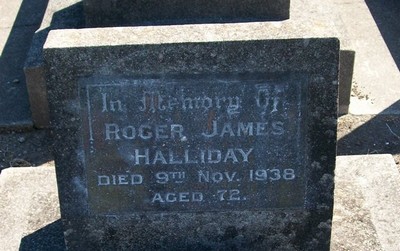 In Memory Of
ROGER JAMES
HALLIDAY
DIED 9TH NOV. 1938
AGED 72.